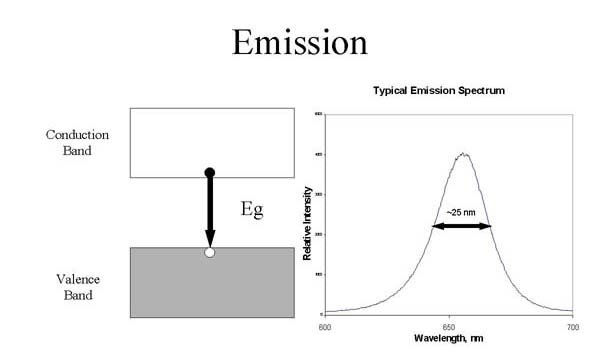 Emission
Conduction
Band
Eg
Valence
Band
Typical Emission Spectrum
Relative Intensity
~25 nm
600
650
700
Wavelength, nm